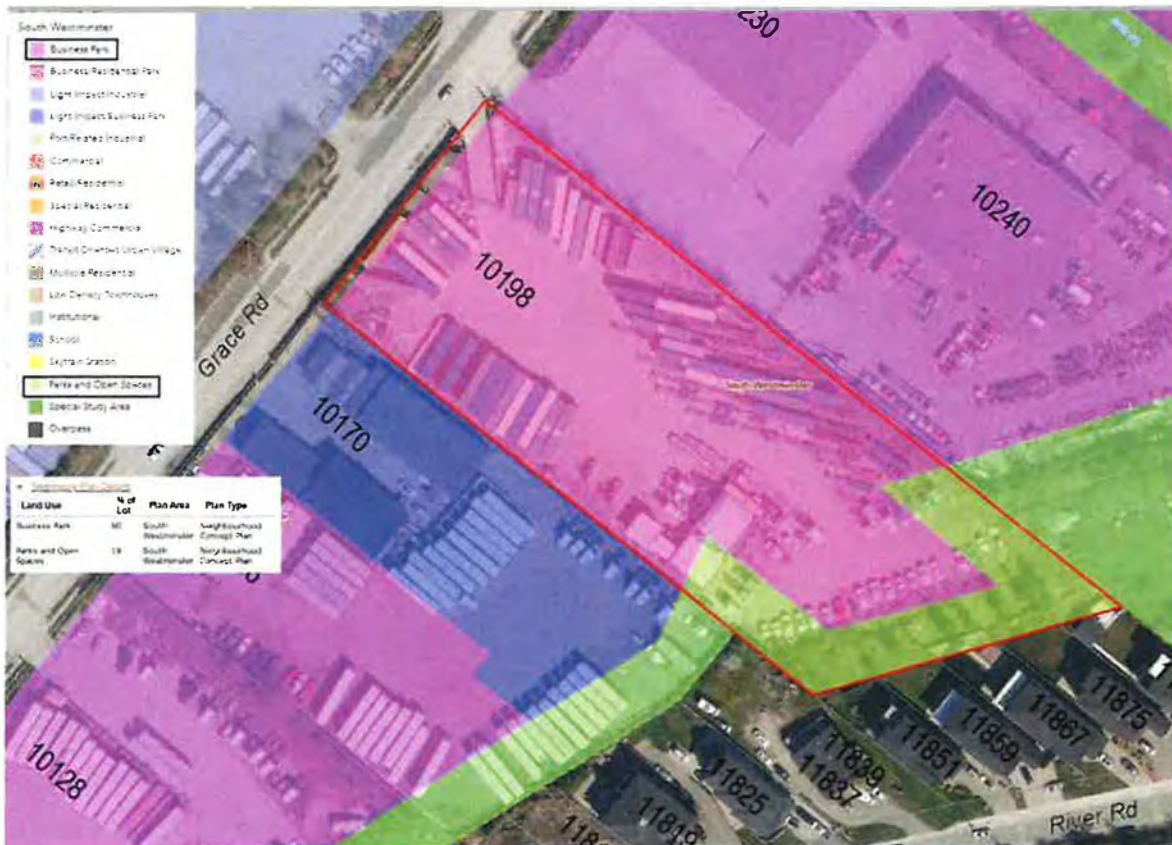 South Westminster
Business Park
Business/Residential Park
Light Impact Industrial
Light Impact Business Park
Port Related Industrial
Commercial
Retail/Residential
Special Residential
Highway Commercial
Transit Oriented Urban Village
Multiple Residential
Low Density Townhouses
Institutional
School
Skytrain Station
Parks and Open Spaces
Special Study Area
Overpass
Secondary Plan Details
Land Use
% of Lot
Plan Area
Plan Type
Business Park
South Westminster
Neighbourhood Concept Plan
Parks and Open Spaces
South Westminster
Neighbourhood Concept Plan
230
10240
10198
South Westminster
Grace Rd
10170
10128
11819
11825
11837
11839
11851
11859
11867
11875
River Rd